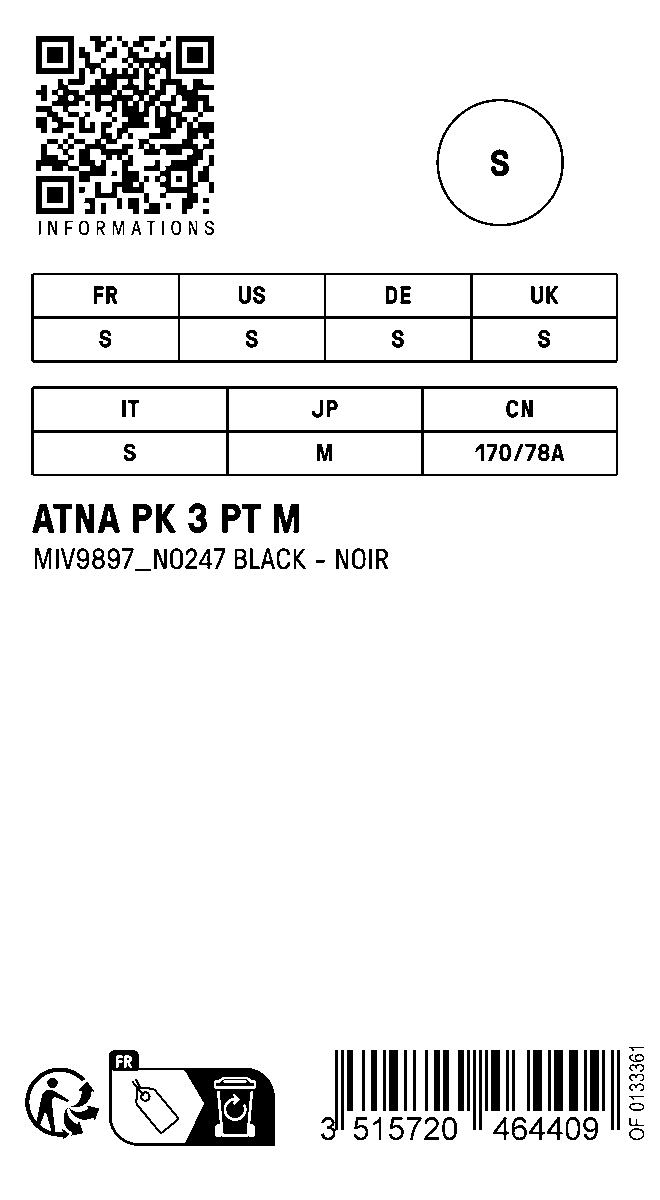 INFORMATIONS
S
FR US DE UK
S S S S
IT JP CN
S M 170/78A
ATNA PK 3 PT M
MIV9897_N0247 BLACK - NOIR
FR
3 515720 464409
OF 0133361